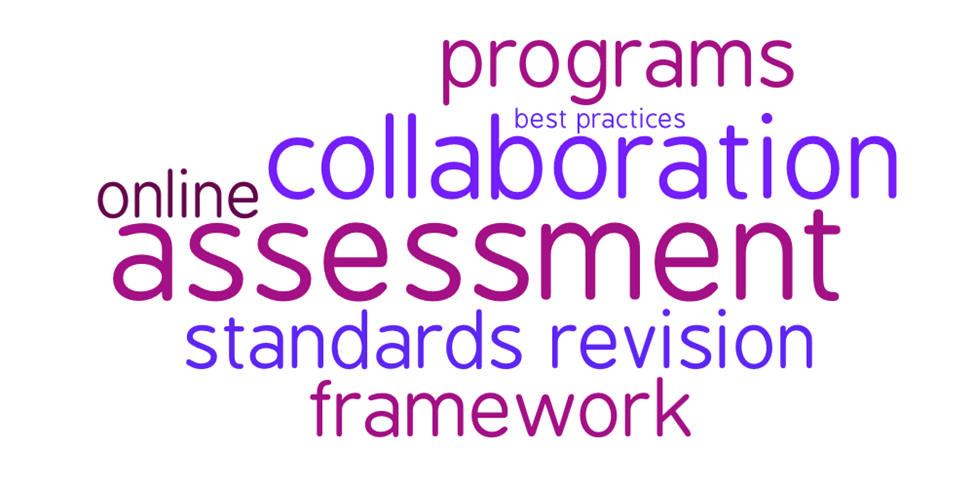 programs
best practices
collaboration
online
assessment
standards revision
framework